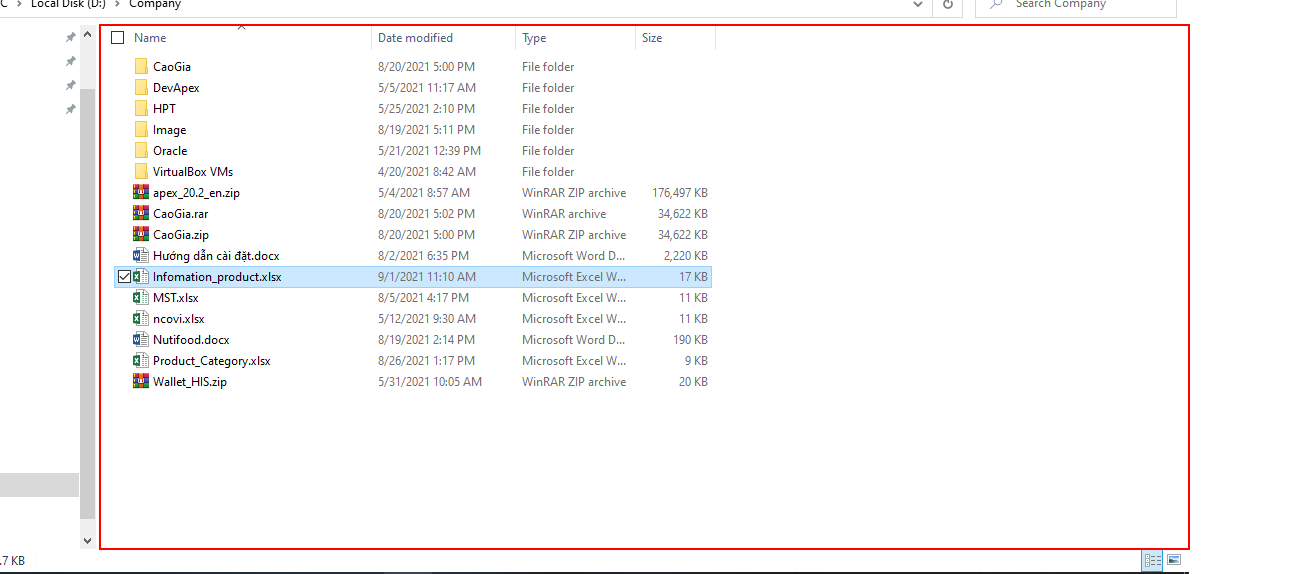 C > Local Disk (D:) > Company Search Company
Name Date modified Type Size
CaoGia 8/20/2021 5:00 PM File folder
DevApex 5/5/2021 11:17 AM File folder
HPT 5/25/2021 2:10 PM File folder
Image 8/19/2021 5:11 PM File folder
Oracle 5/21/2021 12:39 PM File folder
VirtualBox VMs 4/20/2021 8:42 AM File folder
apex_20.2_en.zip 5/4/2021 8:57 AM WinRAR ZIP archive 176,497 KB
CaoGia.rar 8/20/2021 5:02 PM WinRAR archive 34,622 KB
CaoGia.zip 8/20/2021 5:00 PM WinRAR ZIP archive 34,622 KB
Hướng dẫn cài đặt.docx 8/2/2021 6:35 PM Microsoft Word D... 2,220 KB
Infomation_product.xlsx 9/1/2021 11:10 AM Microsoft Excel W... 17 KB
MST.xlsx 8/5/2021 4:17 PM Microsoft Excel W... 11 KB
ncovi.xlsx 5/12/2021 9:30 AM Microsoft Excel W... 11 KB
Nutifood.docx 8/19/2021 2:14 PM Microsoft Word D... 190 KB
Product_Category.xlsx 8/26/2021 1:17 PM Microsoft Excel W... 9 KB
Wallet_HIS.zip 5/31/2021 10:05 AM WinRAR ZIP archive 20 KB
.7 KB